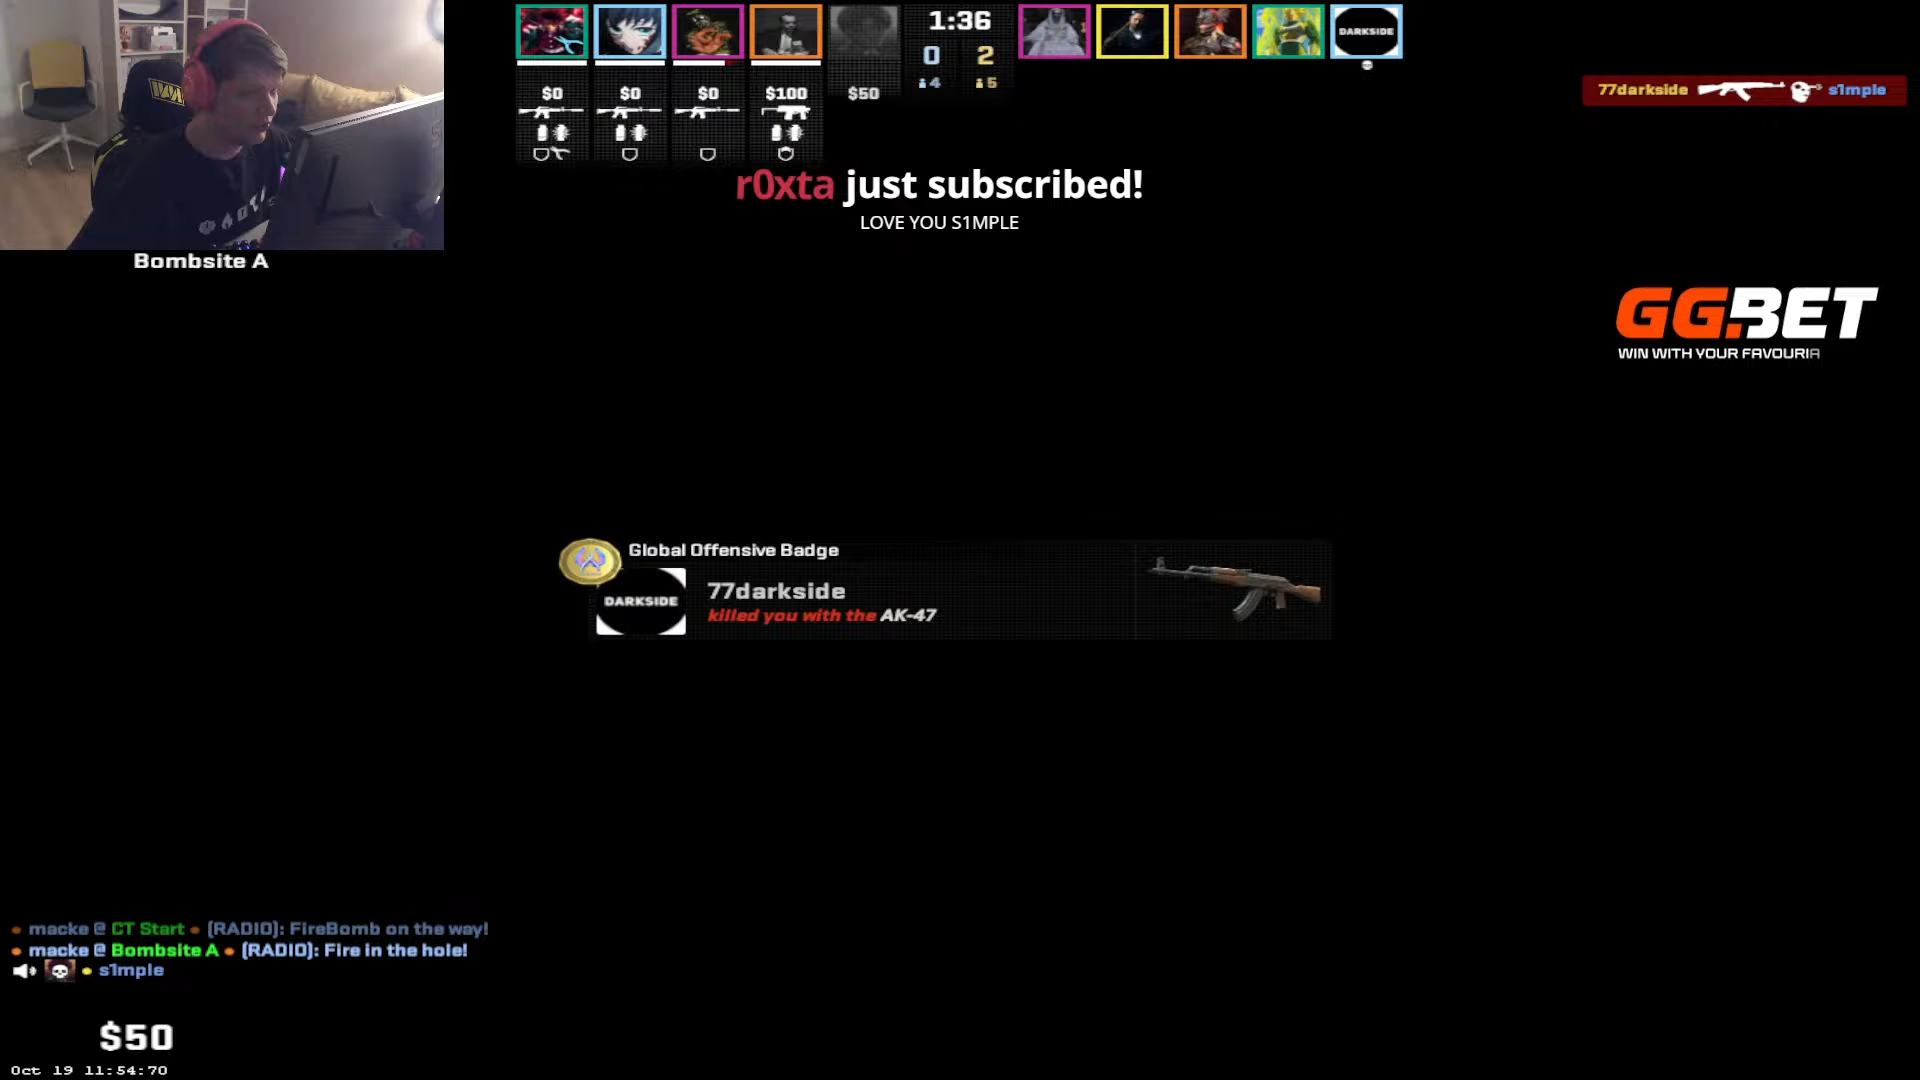 1:36
0 2
4 5
$0 $0 $0 $100 $50
DARKSIDE
77darkside s1mple
r0xta just subscribed!
LOVE YOU S1MPLE
Bombsite A
GG.BET
WIN WITH YOUR FAVOURIA
Global Offensive Badge
DARKSIDE
77darkside
killed you with the AK-47
macke @ CT Start • (RADIO): FireBomb on the way!
macke @ Bombsite A • (RADIO): Fire in the hole!
s1mple
$50
Oct 19 11:54:70